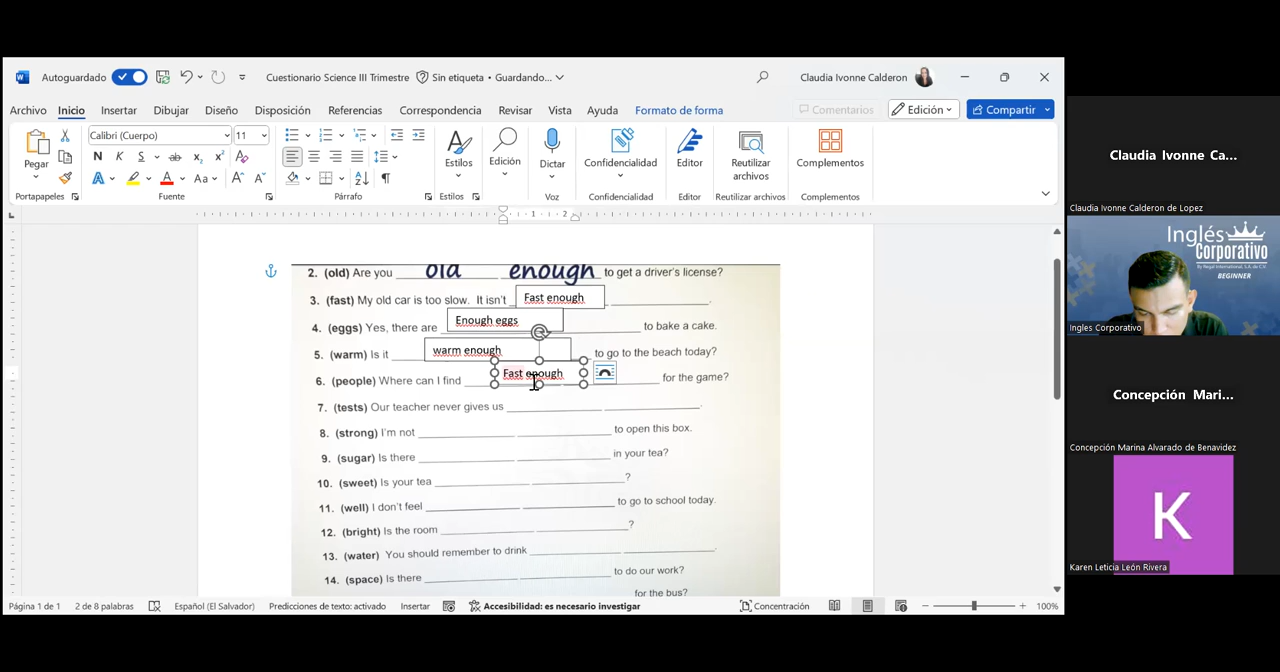 Autoguardado Cuestionario Science III Trimestre Sin etiqueta • Guardando... Claudia Ivonne Calderon
Archivo Inicio Insertar Dibujar Diseño Disposición Referencias Correspondencia Revisar Vista Ayuda Formato de forma Comentarios Edición Compartir
Calibri (Cuerpo) 11
Pegar N K S ab x₂ x² A Aa A A Estilos Edición Dictar Confidencialidad Editor Reutilizar archivos Complementos
Portapapeles Fuente Párrafo Estilos Voz Confidencialidad Editor Reutilizar archivos Complementos
1 2
2. (old) Are you old enough to get a driver's license?
3. (fast) My old car is too slow. It isn't Fast enough .
4. (eggs) Yes, there are Enough eggs to bake a cake.
5. (warm) Is it warm enough to go to the beach today?
6. (people) Where can I find Fast enough for the game?
7. (tests) Our teacher never gives us .
8. (strong) I'm not to open this box.
9. (sugar) Is there in your tea?
10. (sweet) Is your tea ?
11. (well) I don't feel to go to school today.
12. (bright) Is the room ?
13. (water) You should remember to drink .
14. (space) Is there to do our work?
for the bus?
Página 1 de 1 2 de 8 palabras Español (El Salvador) Predicciones de texto: activado Insertar Accesibilidad: es necesario investigar Concentración 100%
Claudia Ivonne Ca...
Claudia Ivonne Calderon de Lopez
Inglés
Corporativo
By Regal International, S.A. de C.V.
BEGINNER
Ingles Corporativo
Concepción Mari...
Concepción Marina Alvarado de Benavidez
K
Karen Leticia León Rivera